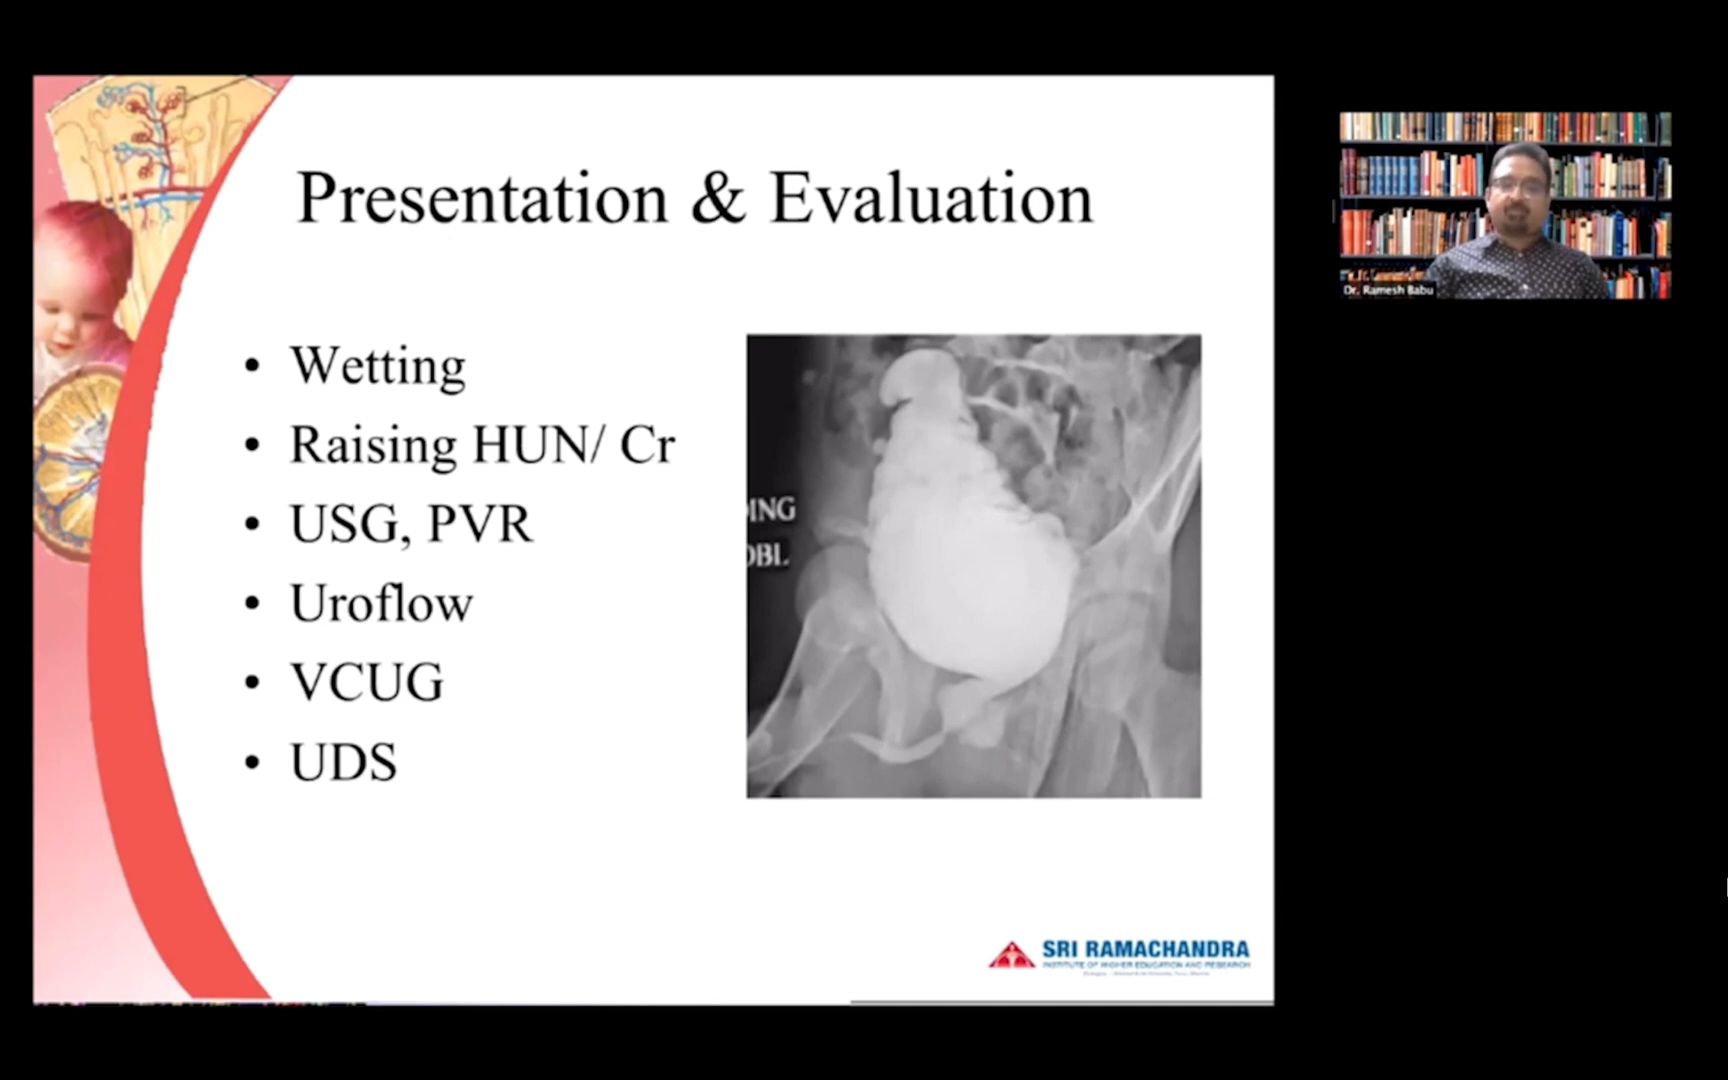 Presentation & Evaluation
• Wetting
• Raising HUN/ Cr
• USG, PVR
• Uroflow
• VCUG
• UDS
ING
OBL
Dr. Ramesh Babu
SRI RAMACHANDRA
INSTITUTE OF HIGHER EDUCATION AND RESEARCH